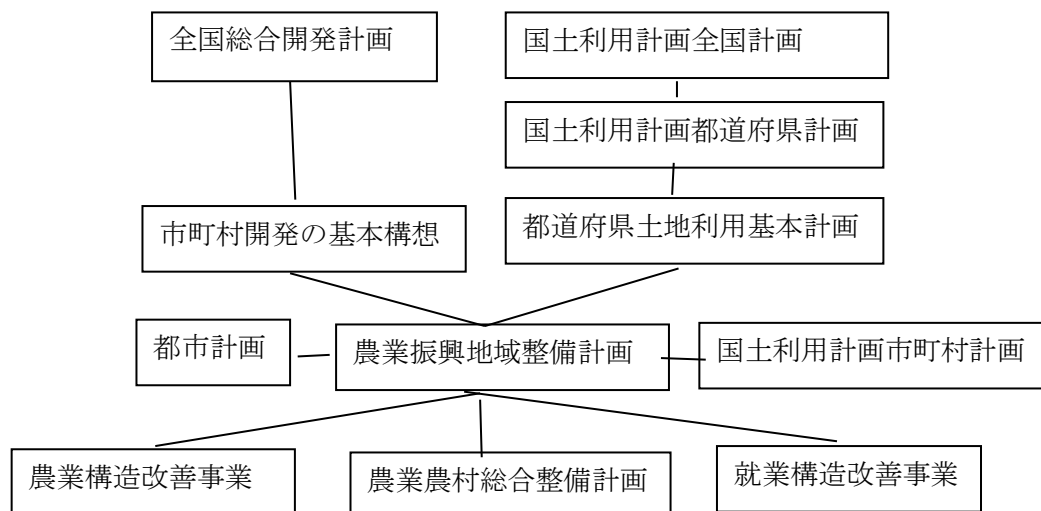 全国総合開発計画
国土利用計画全国計画
国土利用計画都道府県計画
市町村開発の基本構想
都道府県土地利用基本計画
都市計画
農業振興地域整備計画
国土利用計画市町村計画
農業構造改善事業
農業農村総合整備計画
就業構造改善事業